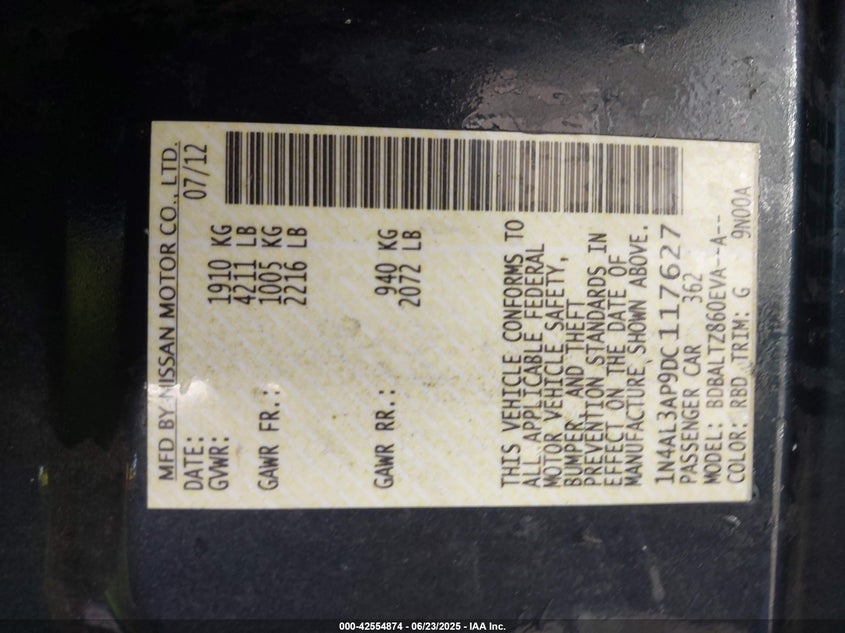 MFD BY NISSAN MOTOR CO., LTD.
DATE: 07/12
GVWR: 1910 KG
4211 LB
GAWR FR.: 1005 KG
2216 LB
GAWR RR.: 940 KG
2072 LB
THIS VEHICLE CONFORMS TO
ALL APPLICABLE FEDERAL
MOTOR VEHICLE SAFETY,
BUMPER, AND THEFT
PREVENTION STANDARDS IN
EFFECT ON THE DATE OF
MANUFACTURE SHOWN ABOVE.
1N4AL3AP9DC117627
PASSENGER CAR 362
MODEL: BDBALTZ860EVA--A--
COLOR: RBD TRIM: G 9N00A
000-42554874 - 06/23/2025 - IAA Inc.